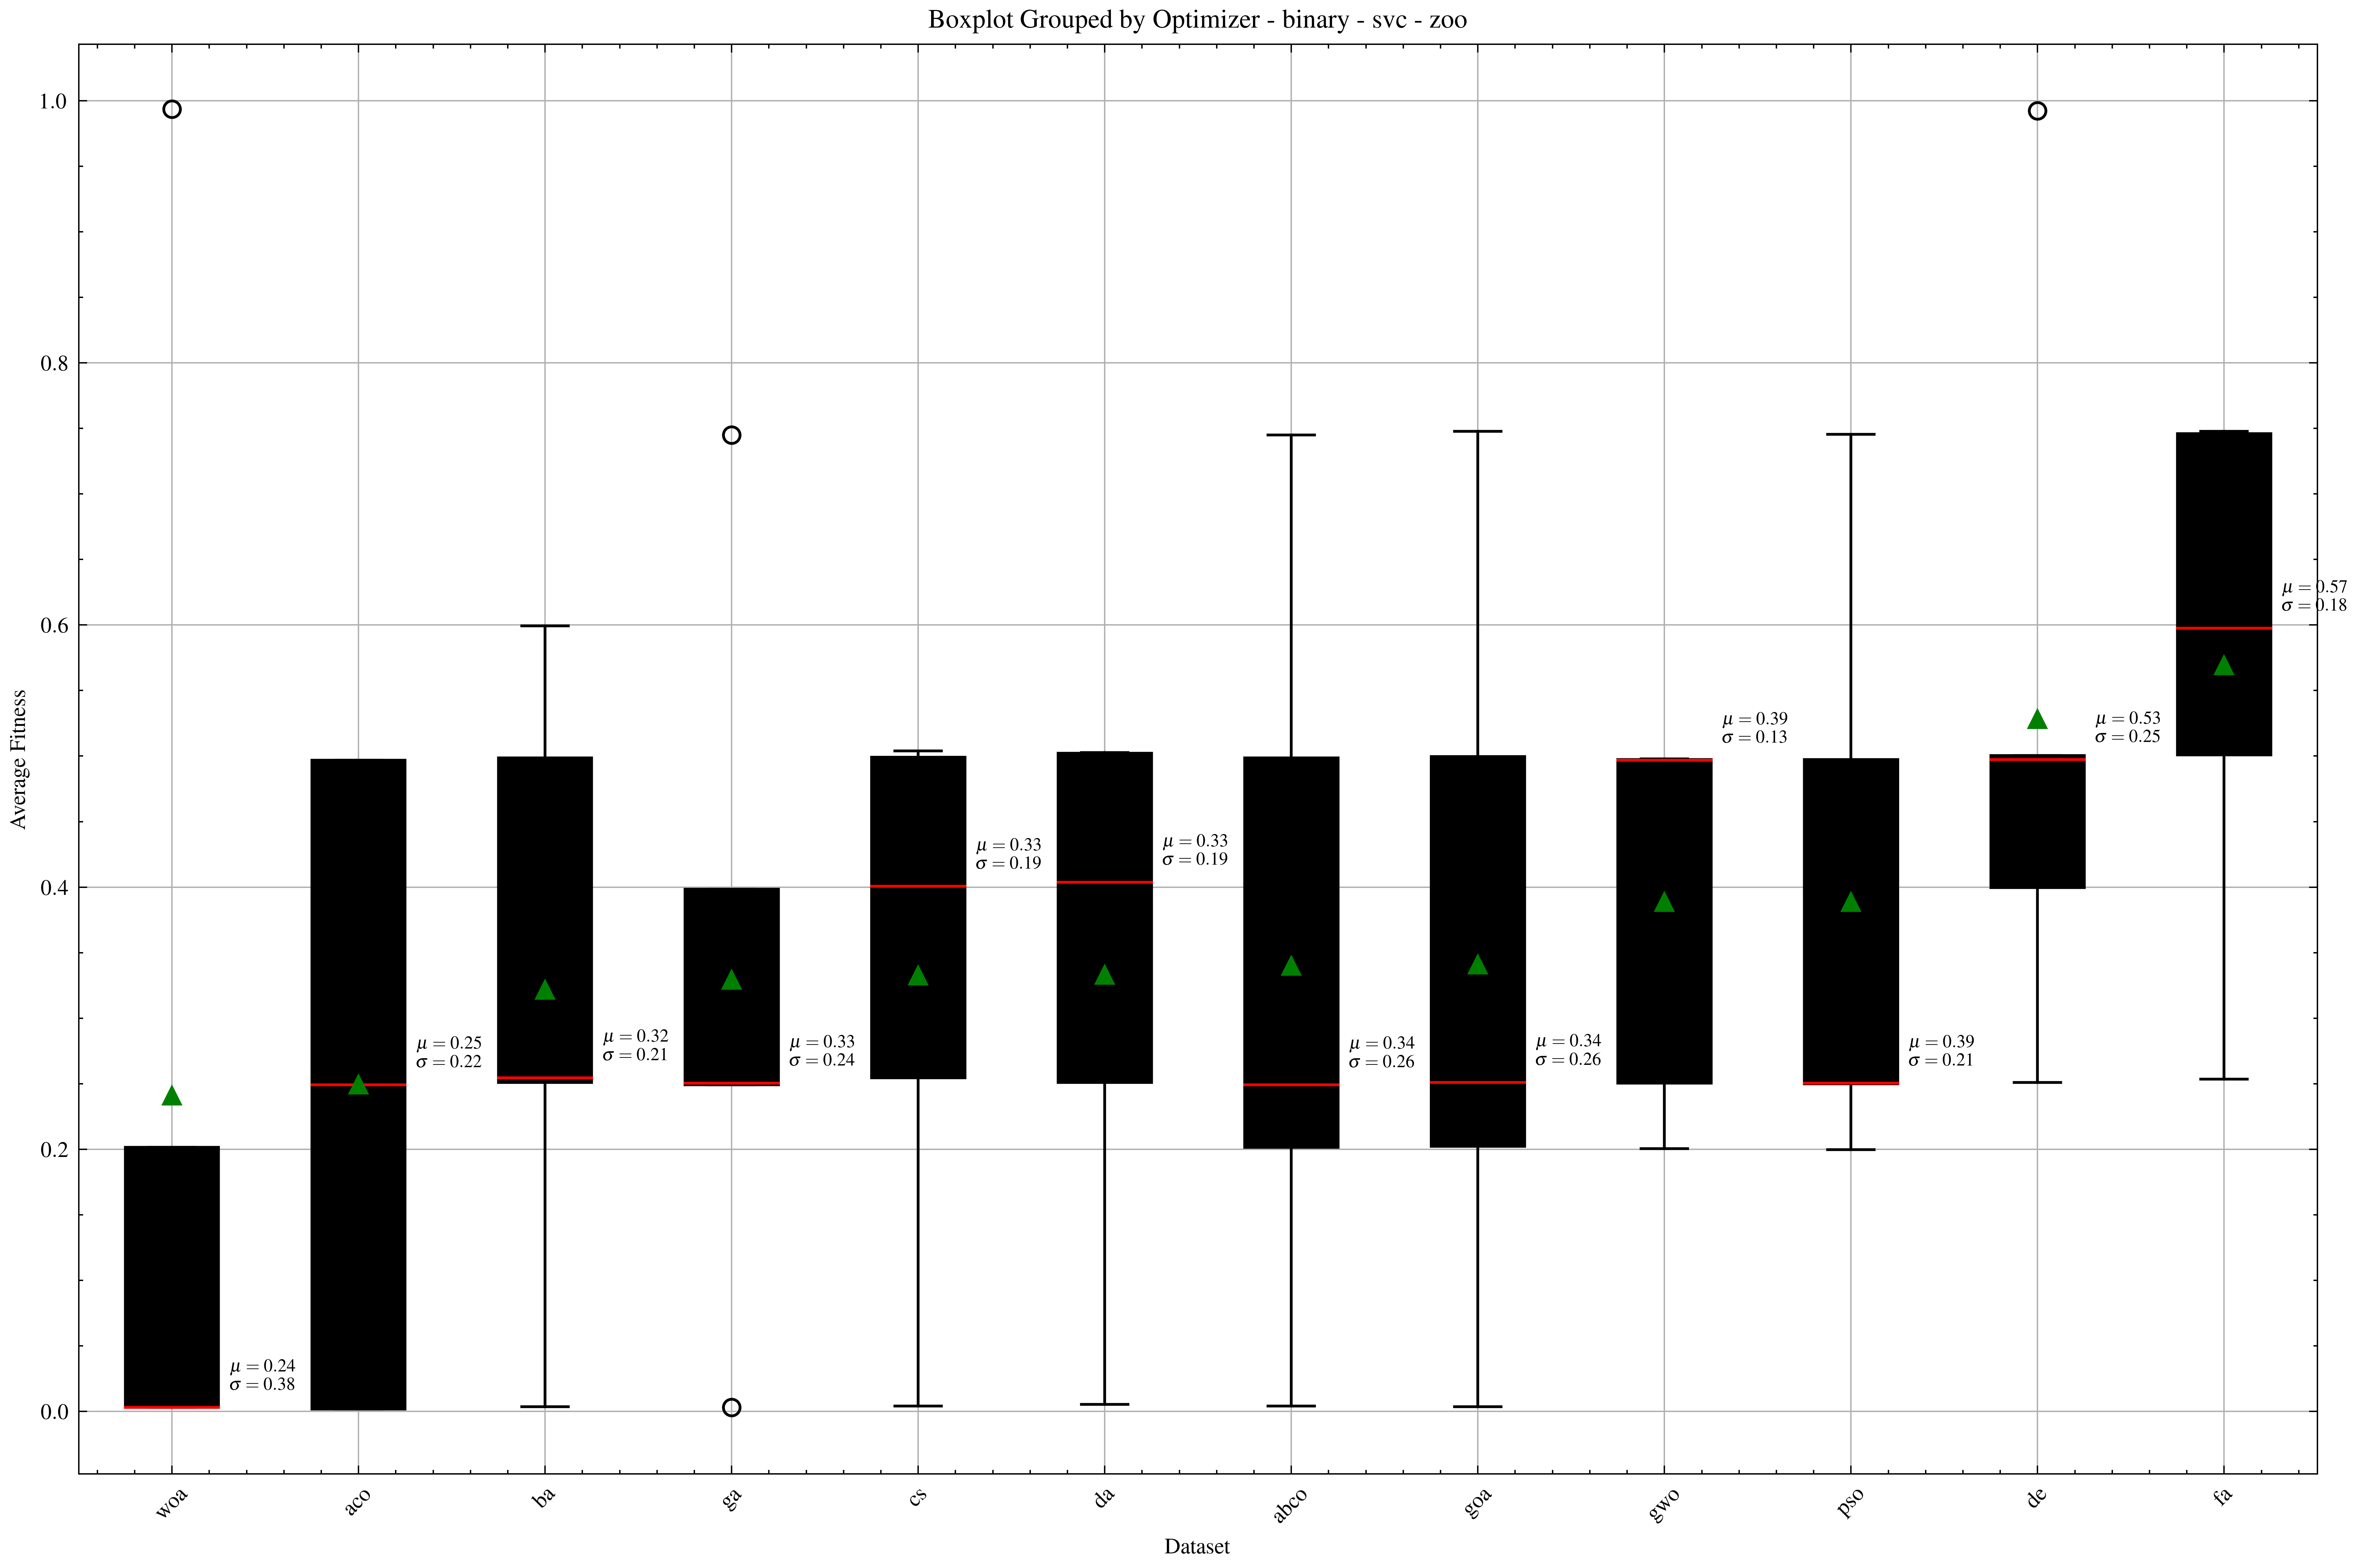 Boxplot Grouped by Optimizer - binary - svc - zoo
Average Fitness
1.0
0.8
0.6
0.4
0.2
0.0
μ = 0.24
σ = 0.38
μ = 0.25
σ = 0.22
μ = 0.32
σ = 0.21
μ = 0.33
σ = 0.24
μ = 0.33
σ = 0.19
μ = 0.33
σ = 0.19
μ = 0.34
σ = 0.26
μ = 0.34
σ = 0.26
μ = 0.39
σ = 0.13
μ = 0.39
σ = 0.21
μ = 0.53
σ = 0.25
μ = 0.57
σ = 0.18
woa
aco
ba
ga
cs
da
abco
goa
gwo
pso
de
fa
Dataset